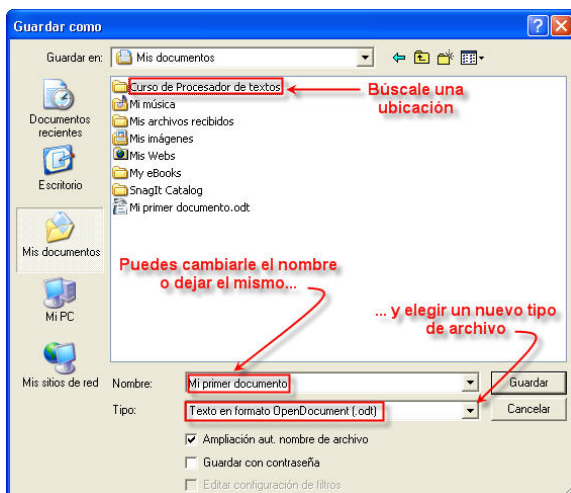 Guardar como
Guardar en:
Mis documentos
Documentos
recientes
Escritorio
Mis documentos
Mi PC
Mis sitios de red
Curso de Procesador de textos
Mi música
Mis archivos recibidos
Mis imágenes
Mis Webs
My eBooks
SnagIt Catalog
Mi primer documento.odt
Búscale una
ubicación
Puedes cambiarle el nombre
o dejar el mismo...
... y elegir un nuevo tipo
de archivo
Nombre:
Mi primer documento
Guardar
Tipo:
Texto en formato OpenDocument (.odt)
Cancelar
Ampliación aut. nombre de archivo
Guardar con contraseña
Editar configuración de filtros